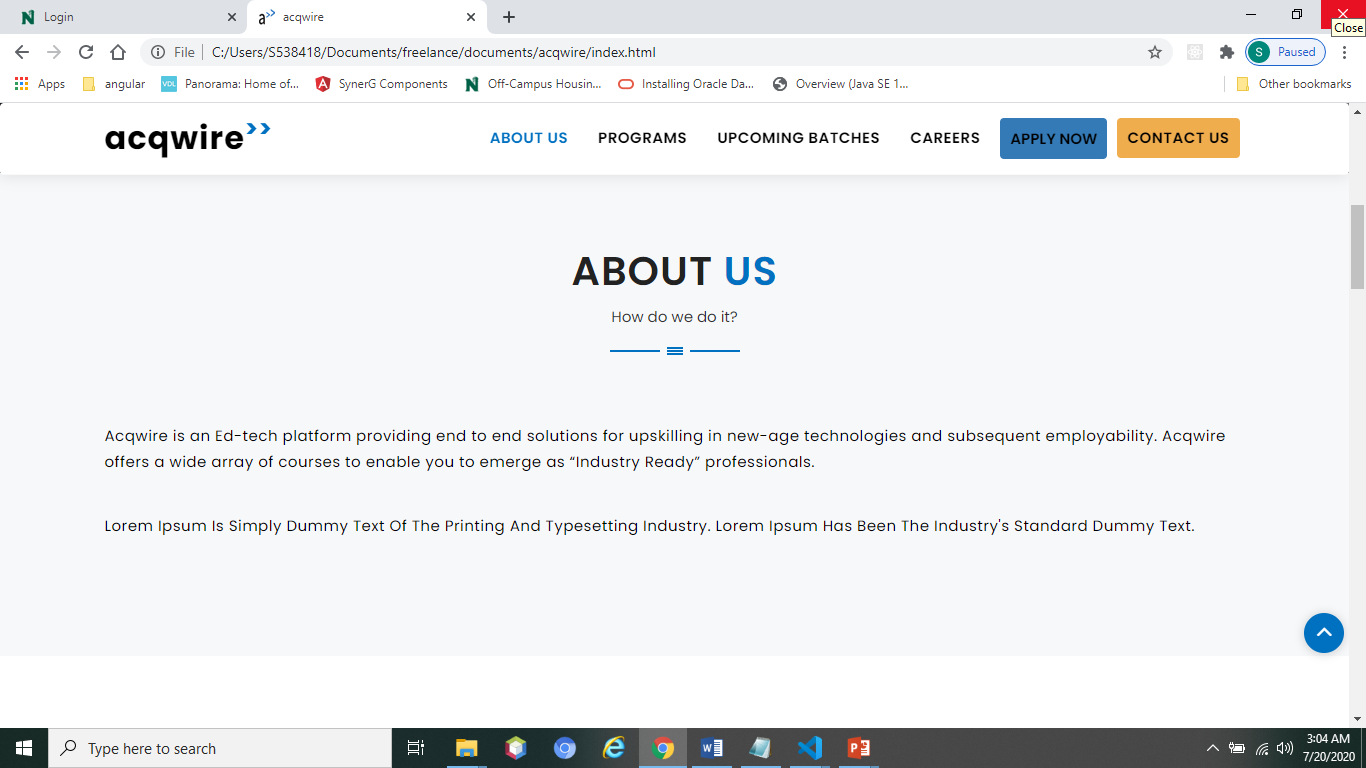 Login
a›› acqwire
Close
File
C:/Users/S538418/Documents/freelance/documents/acqwire/index.html
S Paused
Apps
angular
VDL Panorama: Home of...
SynerG Components
Off-Campus Housin...
Installing Oracle Da...
Overview (Java SE 1...
Other bookmarks
acqwire››
ABOUT US PROGRAMS UPCOMING BATCHES CAREERS APPLY NOW CONTACT US
ABOUT US
How do we do it?
Acqwire is an Ed-tech platform providing end to end solutions for upskilling in new-age technologies and subsequent employability. Acqwire
offers a wide array of courses to enable you to emerge as “Industry Ready” professionals.
Lorem Ipsum Is Simply Dummy Text Of The Printing And Typesetting Industry. Lorem Ipsum Has Been The Industry's Standard Dummy Text.
Type here to search
3:04 AM
7/20/2020